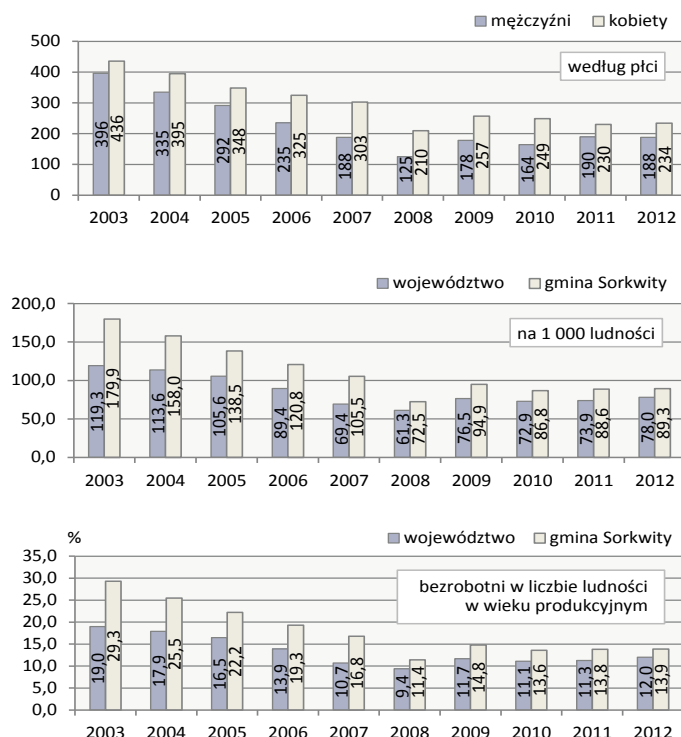 mężczyźni kobiety
500
według płci
400
300
200
100
0
396 436 335 395 292 348 235 325 188 303 125 210 178 257 164 249 190 230 188 234
2003 2004 2005 2006 2007 2008 2009 2010 2011 2012
województwo gmina Sorkwity
200,0
na 1 000 ludności
150,0
100,0
50,0
0,0
119,3 179,9 113,6 158,0 105,6 138,5 89,4 120,8 69,4 105,5 61,3 72,5 76,5 94,9 72,9 86,8 73,9 88,6 78,0 89,3
2003 2004 2005 2006 2007 2008 2009 2010 2011 2012
% województwo gmina Sorkwity
35,0
bezrobotni w liczbie ludności
w wieku produkcyjnym
30,0
25,0
20,0
15,0
10,0
5,0
0,0
19,0 29,3 17,9 25,5 16,5 22,2 13,9 19,3 10,7 16,8 9,4 11,4 11,7 14,8 11,1 13,6 11,3 13,8 12,0 13,9
2003 2004 2005 2006 2007 2008 2009 2010 2011 2012